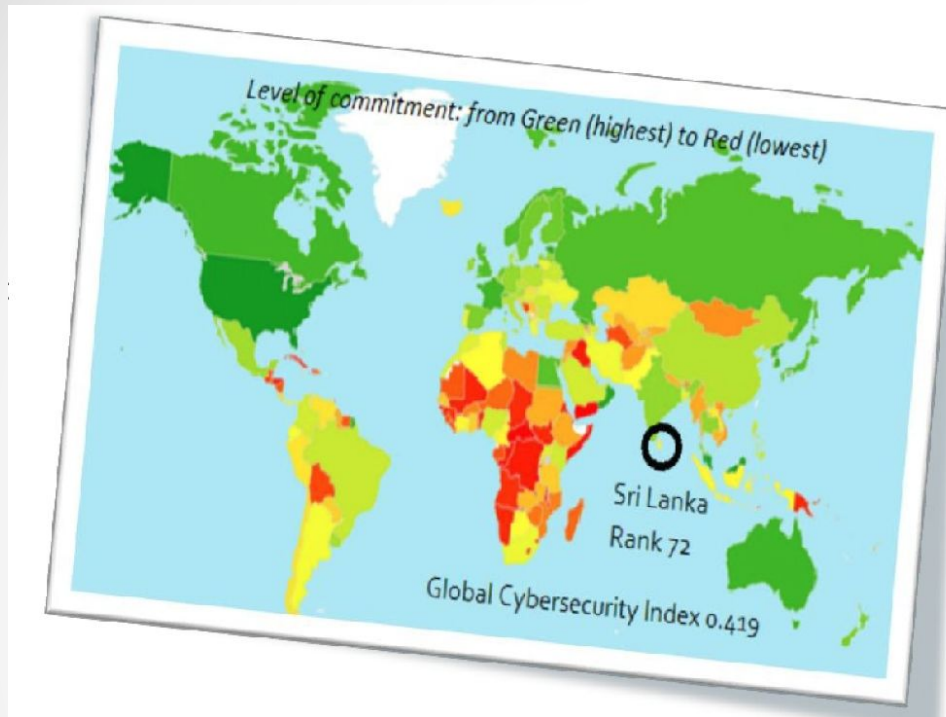 Level of commitment: from Green (highest) to Red (lowest)
Sri Lanka
Rank 72
Global Cybersecurity Index 0.419